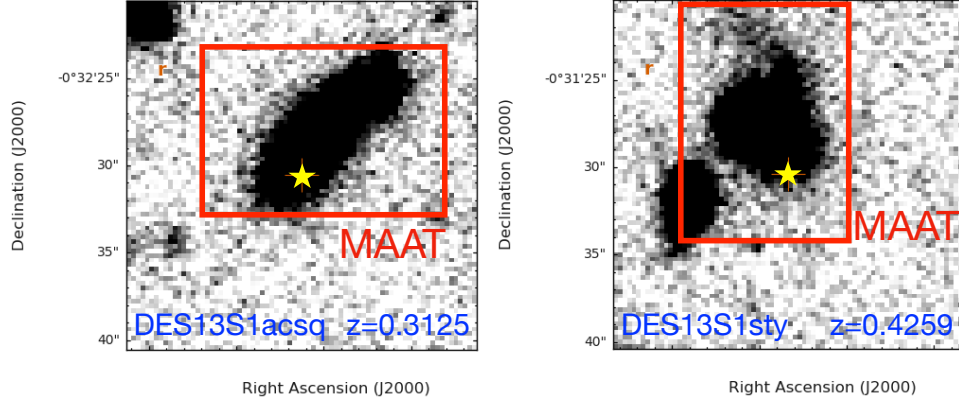 Declination (J2000)
-0°32'25"
30"
35"
40"
r
MAAT
DES13S1acsq z=0.3125
Right Ascension (J2000)
Declination (J2000)
-0°31'25"
30"
35"
40"
r
MAAT
DES13S1sty z=0.4259
Right Ascension (J2000)